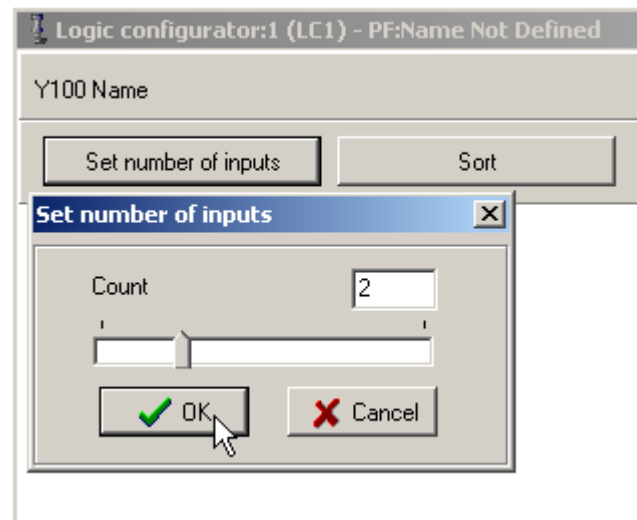 Logic configurator:1 (LC1) - PF:Name Not Defined
Y100 Name
Set number of inputs Sort
Set number of inputs
Count 2
OK Cancel